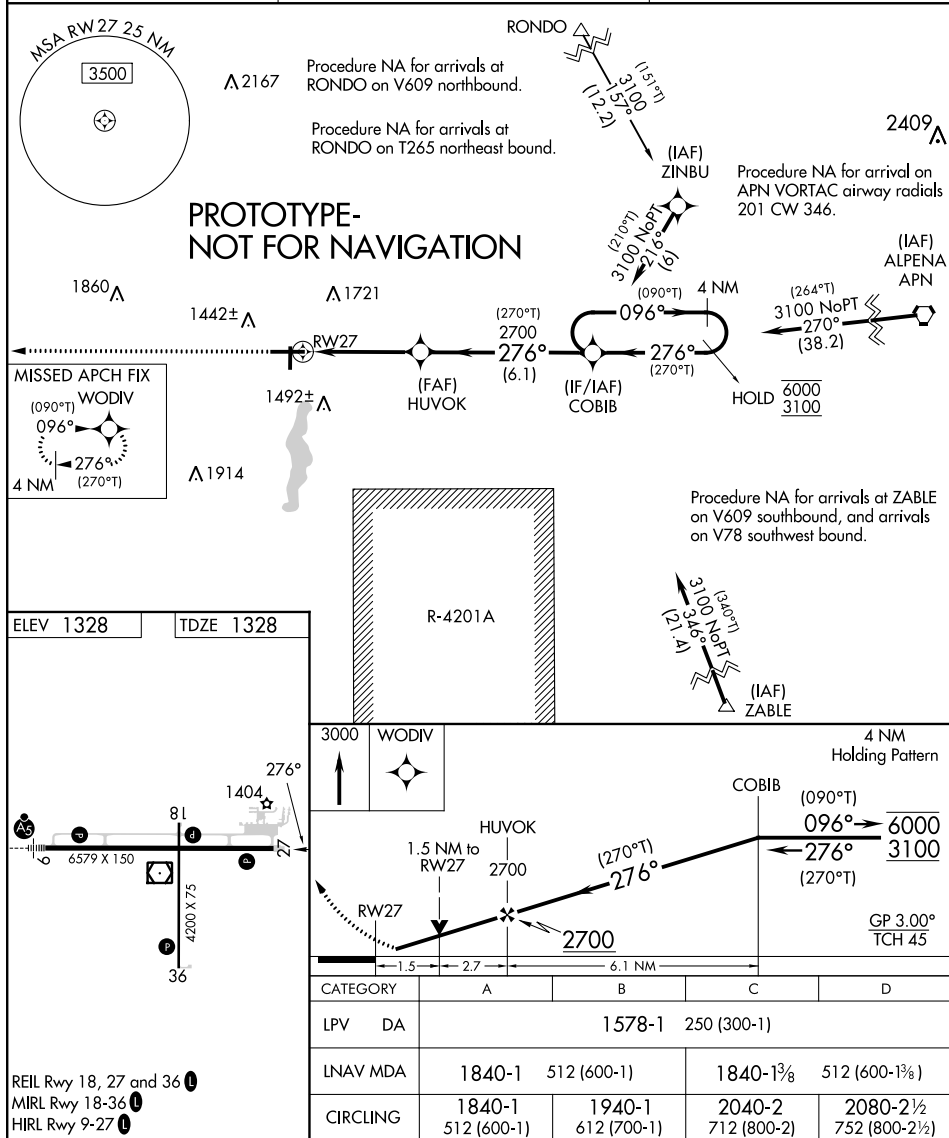 MSA RW27 25 NM
3500
2167
Procedure NA for arrivals at
RONDO on V609 northbound.
Procedure NA for arrivals at
RONDO on T265 northeast bound.
RONDO
(151°T)
3100
157°
(12.2)
2409
(IAF)
ZINBU
Procedure NA for arrival on
APN VORTAC airway radials
201 CW 346.
PROTOTYPE-
NOT FOR NAVIGATION
(210°T)
3100 NoPT
216°
(6)
(IAF)
ALPENA
APN
1860
1442±
1721
(090°T)
096°
4 NM
(264°T)
3100 NoPT
270°
(38.2)
RW27
(270°T)
2700
276°
(6.1)
276°
(270°T)
(FAF)
HUVOK
(IF/IAF)
COBIB
HOLD
6000
3100
MISSED APCH FIX
WODIV
(090°T)
096°
276°
(270°T)
4 NM
1492±
1914
Procedure NA for arrivals at ZABLE
on V609 southbound, and arrivals
on V78 southwest bound.
R-4201A
(340°T)
3100 NoPT
346°
(21.4)
(IAF)
ZABLE
ELEV 1328
TDZE 1328
276°
1404
18
A5
P
P
9
6579 X 150
P
27
4200 X 75
P
36
REIL Rwy 18, 27 and 36 L
MIRL Rwy 18-36 L
HIRL Rwy 9-27 L
3000
WODIV
4 NM
Holding Pattern
COBIB
(090°T)
096°
6000
276°
3100
(270°T)
HUVOK
2700
(270°T)
276°
1.5 NM to
RW27
RW27
2700
GP 3.00°
TCH 45
1.5
2.7
6.1 NM
CATEGORY A B C D
LPV DA 1578-1 250 (300-1)
LNAV MDA 1840-1 512 (600-1) 1840-1⅜ 512 (600-1⅜)
CIRCLING 1840-1 1940-1 2040-2 2080-2½
512 (600-1) 612 (700-1) 712 (800-2) 752 (800-2½)